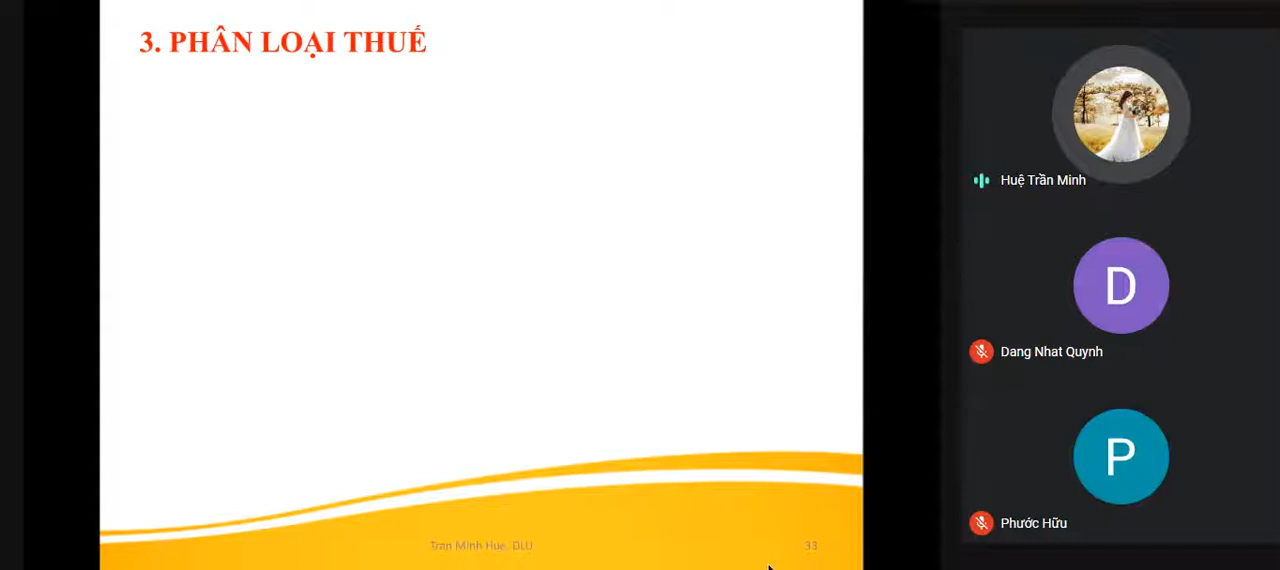 3. PHÂN LOẠI THUẾ
Huệ Trần Minh
D
Dang Nhat Quynh
P
Phước Hữu
Tran Minh Hue, DLU
33